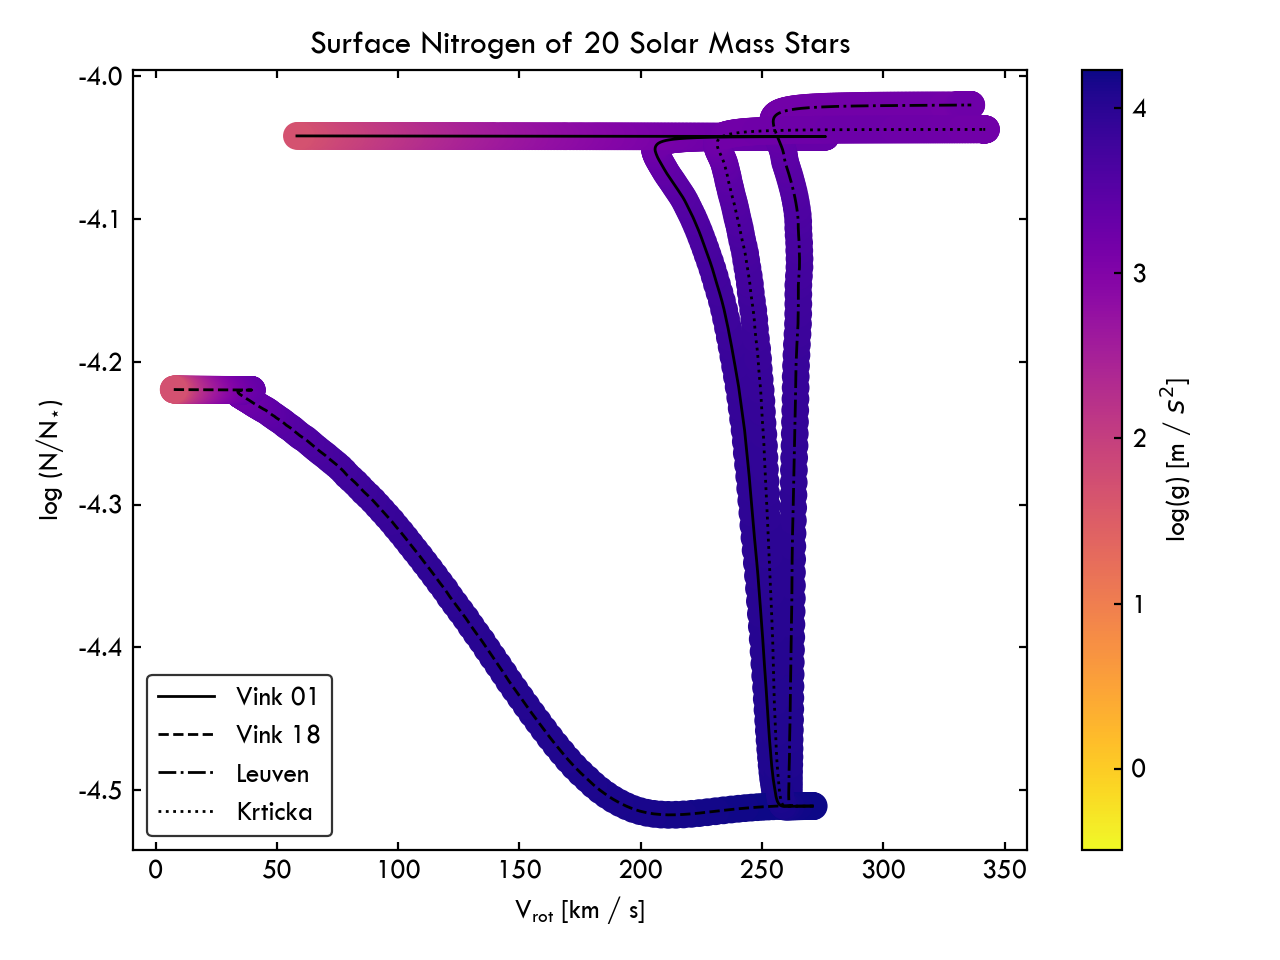 Surface Nitrogen of 20 Solar Mass Stars
-4.0
-4.1
-4.2
-4.3
-4.4
-4.5
log (N/N⋆)
0
50
100
150
200
250
300
350
V_rot [km / s]
Vink 01
Vink 18
Leuven
Krticka
4
3
2
1
0
log(g) [m / s²]